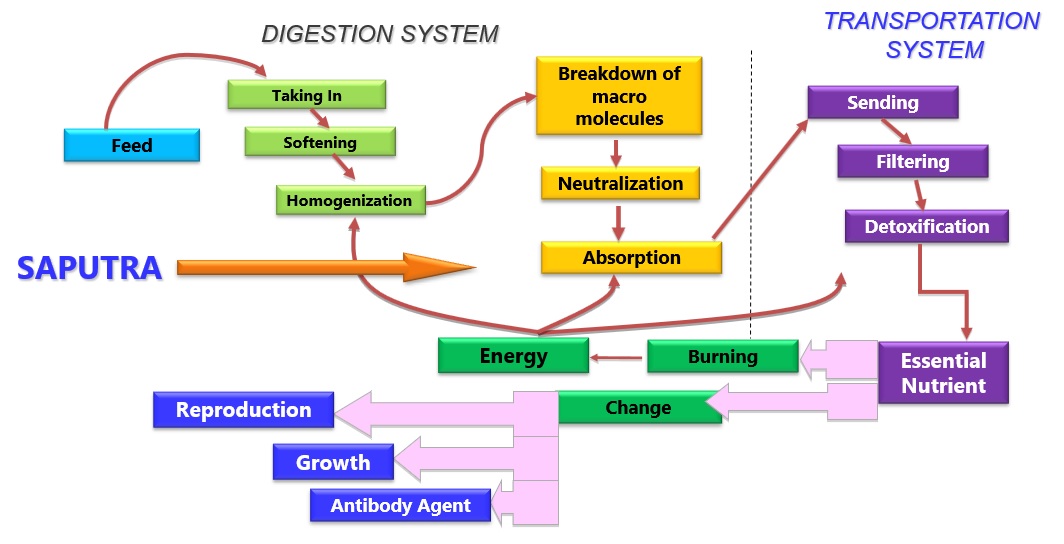 DIGESTION SYSTEM
TRANSPORTATION
SYSTEM
Feed
Taking In
Softening
Homogenization
Breakdown of
macro
molecules
Neutralization
Absorption
Sending
Filtering
Detoxification
SAPUTRA
Energy
Burning
Essential
Nutrient
Change
Reproduction
Growth
Antibody Agent